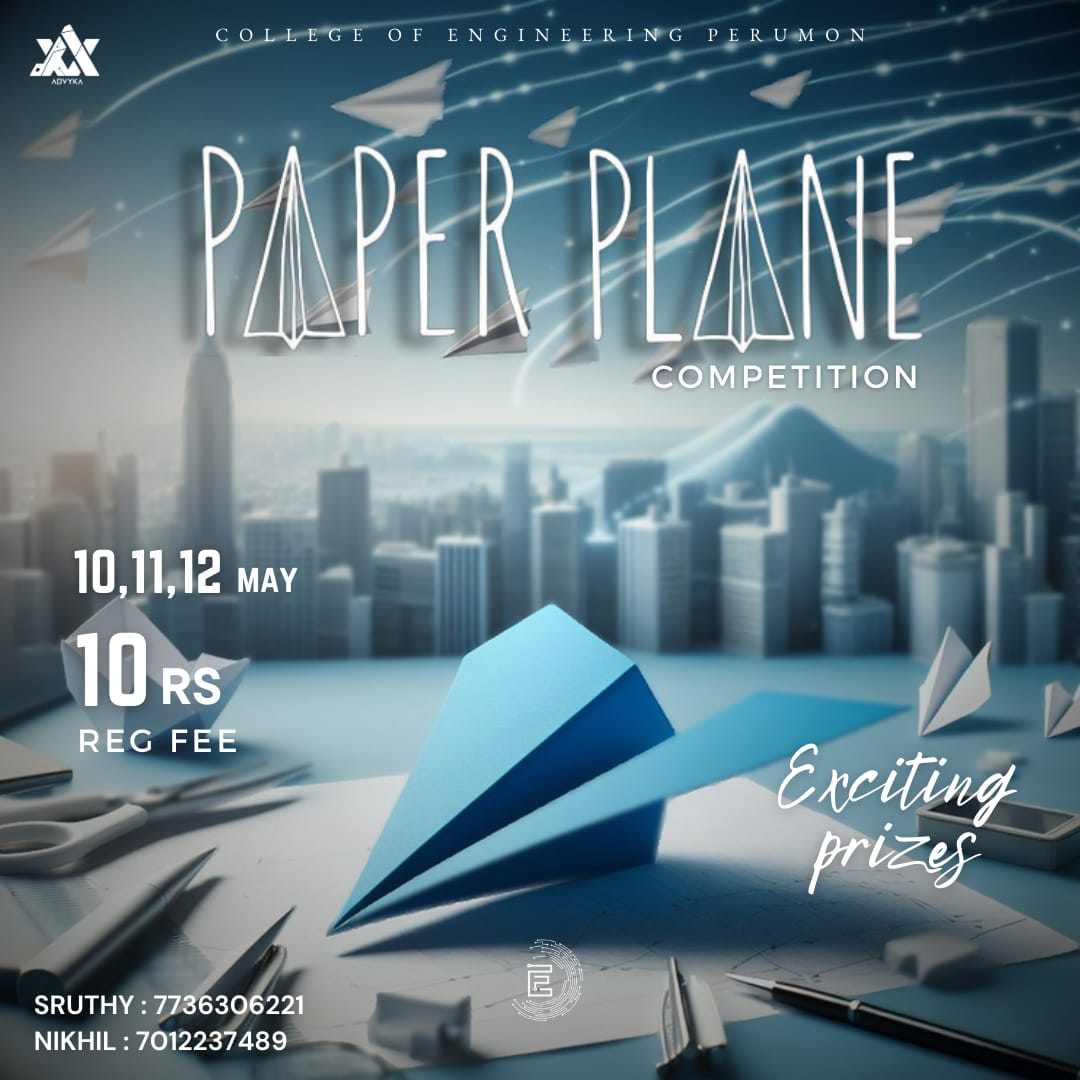 COLLEGE OF ENGINEERING PERUMON
ADVYKA
PAPER PLANE
COMPETITION
10,11,12 MAY
10 RS
REG FEE
Exciting
prizes
E
SRUTHY : 7736306221
NIKHIL : 7012237489